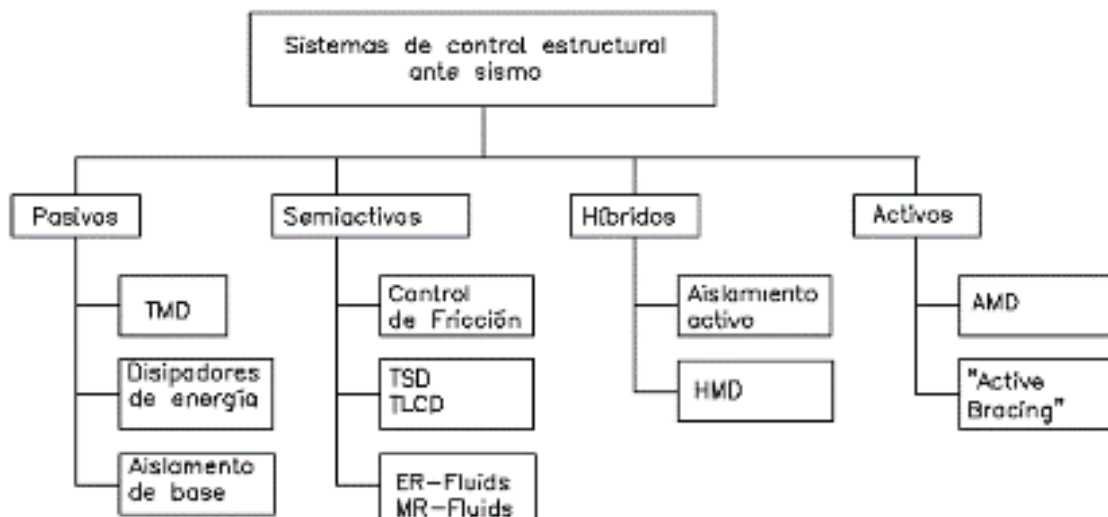 Sistemas de control estructural
ante sismo
Pasivos
Semiactivos
Híbridos
Activos
TMD
Disipadores
de energía
Aislamento
de base
Control
de Fricción
TSD
TLCD
ER-Fluids
MR-Fluids
Aislamiento
activo
HMD
AMD
"Active
Bracing"